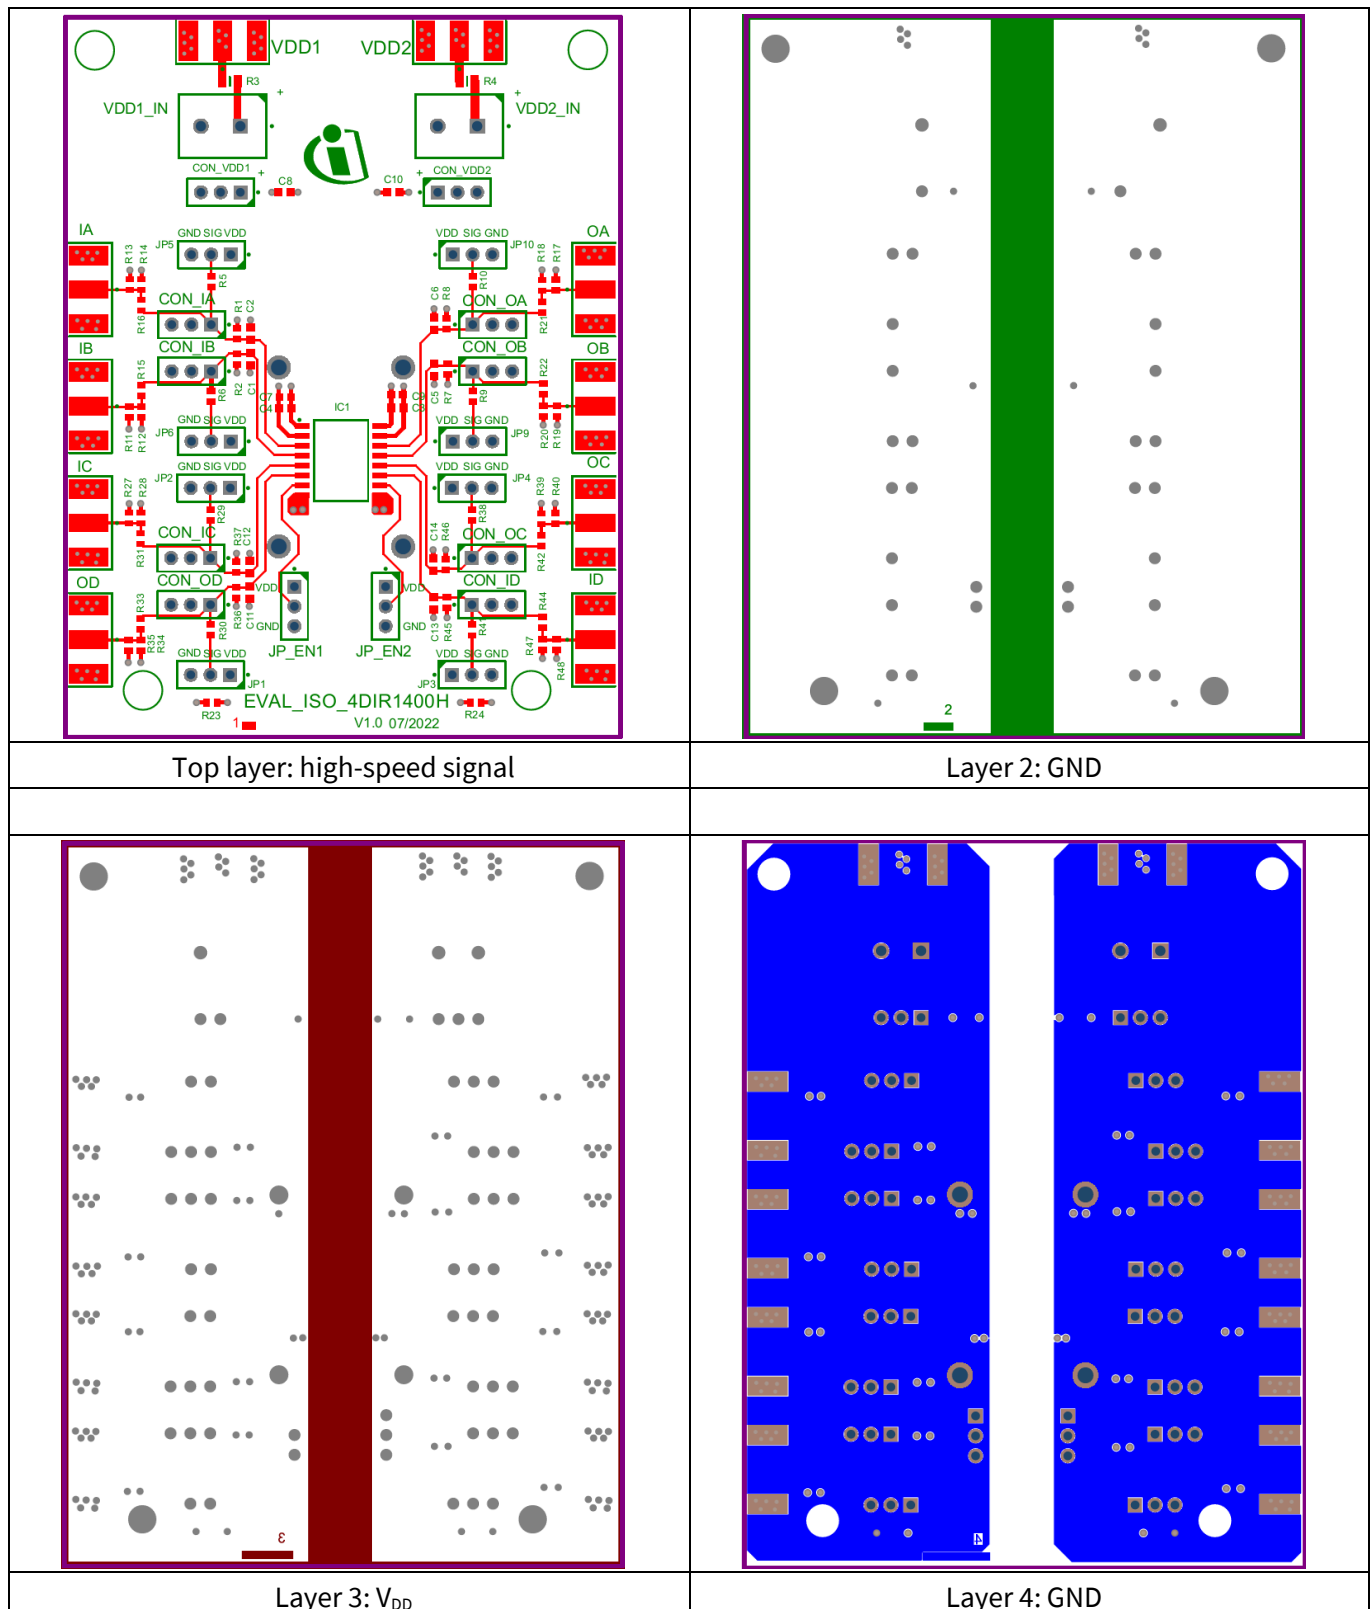 VDD1 VDD2
R3 R4
+ +
VDD1_IN VDD2_IN
CON_VDD1 + + CON_VDD2
C8 C10
IA OA
GND SIG VDD VDD SIG GND
JP5 JP10
R13 R14 R18 R17
R5 R10
CON_IA CON_OA
R16 R1 C2 C6 R8 R21
IB CON_IB CON_OB OB
R15 R6 R2 C1 C5 R7 R9 R22
C7 C9
C4 IC1 C3
GND SIG VDD VDD SIG GND
R11 R12 JP6 JP9 R20 R19
IC OC
GND SIG VDD VDD SIG GND
JP2 JP4
R27 R28 R39 R40
R29 R38
CON_IC CON_OC
R31 R37 C12 C14 R46 R42
OD CON_OD CON_ID ID
VDD VDD
R33 R30 R36 C11 C13 R45 R41 R44
GND GND
R35 R34 R47 R48
JP_EN1 JP_EN2
GND SIG VDD VDD SIG GND
JP1 JP3
EVAL_ISO_4DIR1400H
R23 R24
1 V1.0 07/2022
2
Top layer: high-speed signal
Layer 2: GND
3
4
Layer 3: VDD
Layer 4: GND